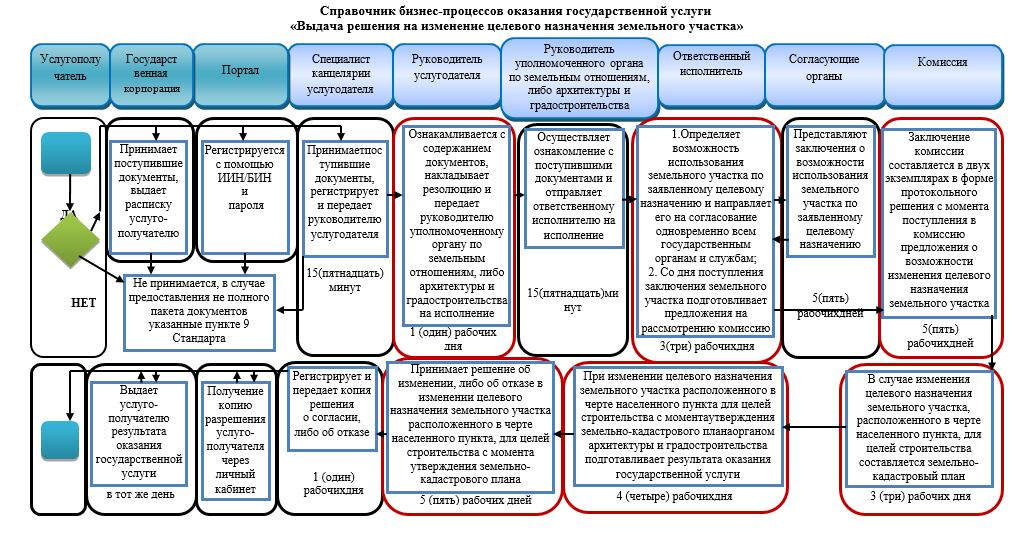 Справочник бизнес-процессов оказания государственной услуги
«Выдача решения на изменение целевого назначения земельного участка»
Услугополу
чатель
Государст
венная
корпорация
Портал
Специалист
канцелярии
услугодателя
Руководитель
услугодателя
Руководитель
уполномоченного органа
по земельным отношениям,
либо архитектуры и
градостроительства
Ответственный
исполнитель
Согласующие
органы
Комиссия
ДА
НЕТ
Принимает
поступившие
документы,
выдает
расписку
услуго-
получателю
Регистрируется
с помощью
ИИН/БИН
и
пароля
Не принимается, в случае
предоставления не полного
пакета документов
указанные пункте 9
Стандарта
Принимаетпос
тупившие
документы,
регистрирует
и передает
руководителю
услугодателя
15(пятнадцать)
минут
Ознакамливается с
содержанием
документов,
накладывает
резолюцию и
передает
руководителю
уполномоченному
органу по
земельным
отношениям, либо
архитектуры и
градостроительства
на исполнение
1 (один) рабочих
дня
Осуществляет
ознакомление с
поступившими
документами и
отправляет
ответственному
исполнителю на
исполнение
15(пятнадцать)ми
нут
1.Определяет
возможность
использования
земельного участка по
заявленному целевому
назначению и направляет
его на согласование
одновременно всем
государственным
органам и службам;
2. Со дня поступления
заключения земельного
участка подготовливает
предложения на
рассмотрению комиссию
3(три) рабочихдня
Представляют
заключения о
возможности
использования
земельного
участка по
заявленному
целевому
назначению
5(пять)
рабочихдней
Заключение
комиссии
составляется в двух
экземплярах в форме
протокольного
решения с момента
поступления в
комиссию
предложения о
возможности
изменения целевого
назначения
земельного участка
5(пять)
рабочихдней
Выдает
услуго-
получателю
результата
оказания
государственной
услуги
в тот же день
Получение
копию
разрешения
услуго-
получателя
через
личный
кабинет
Регистрирует и
передает копия
решения
о согласии,
либо об отказе
1 (один)
рабочихдня
Принимает решение об
изменении, либо об отказе в
изменении целевого
назначения земельного участка
расположенного в черте
населенного пункта, для целей
строительства с момента
утверждения земельно-
кадастрового плана
5 (пять) рабочих дней
При изменении целевого назначения
земельного участка расположенного в
черте населенного пункта для целей
строительства с моментаутверждения
земельно-кадастрового планаорганом
архитектуры и градостроительства
подготавливает результата оказания
государственной услуги
4 (четыре) рабочихдня
В случае изменения
целевого назначения
земельного участка,
расположенного в черте
населенного пункта, для
целей строительства
составляется земельно-
кадастровый план
3 (три) рабочих дня